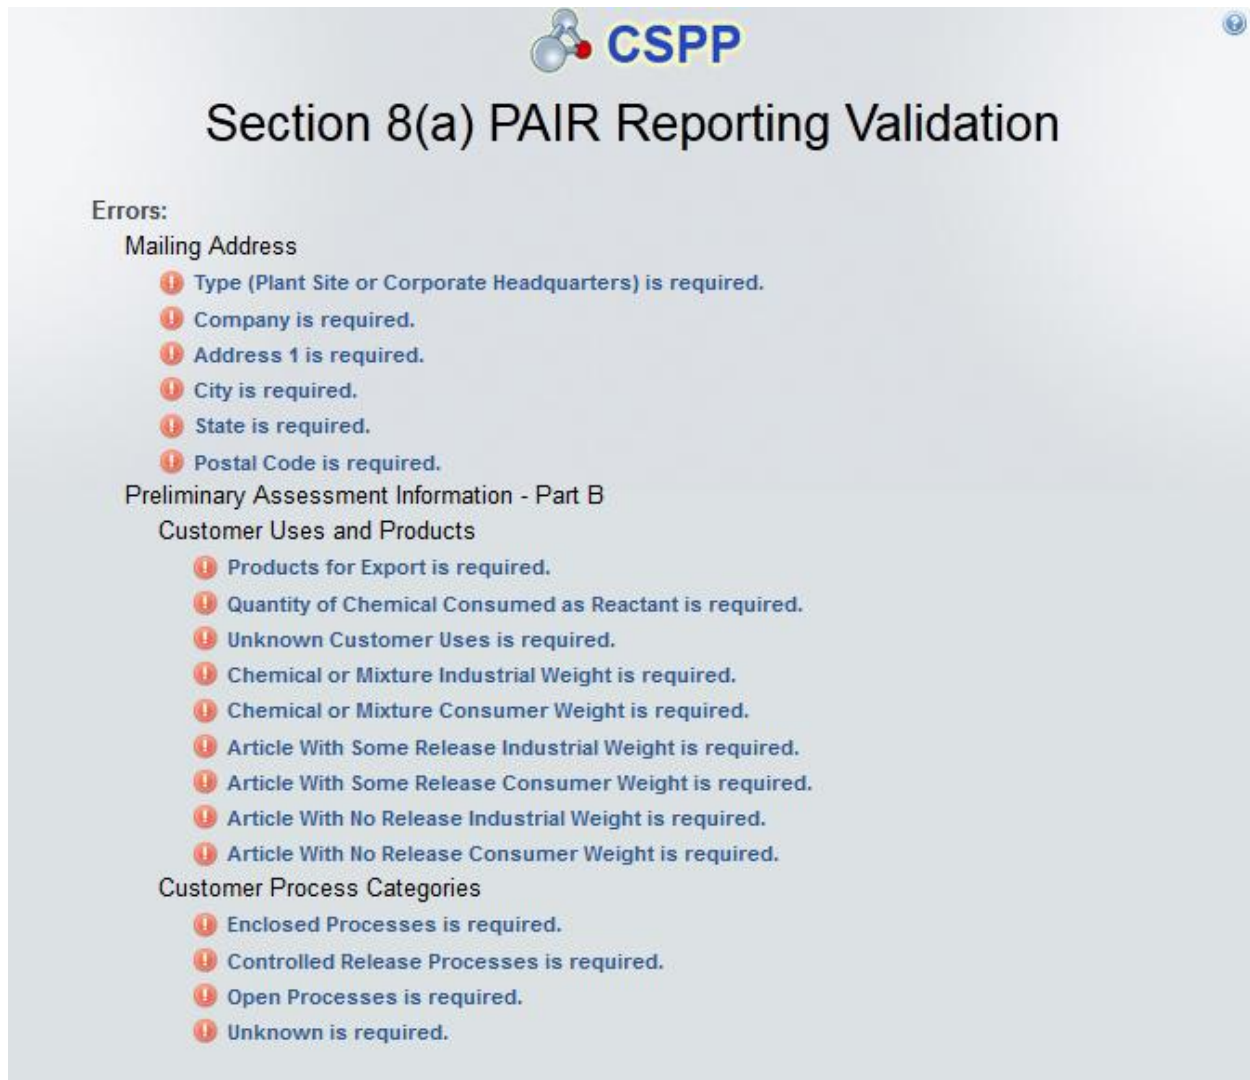 CSPP
Section 8(a) PAIR Reporting Validation
Errors:
Mailing Address
Type (Plant Site or Corporate Headquarters) is required.
Company is required.
Address 1 is required.
City is required.
State is required.
Postal Code is required.
Preliminary Assessment Information - Part B
Customer Uses and Products
Products for Export is required.
Quantity of Chemical Consumed as Reactant is required.
Unknown Customer Uses is required.
Chemical or Mixture Industrial Weight is required.
Chemical or Mixture Consumer Weight is required.
Article With Some Release Industrial Weight is required.
Article With Some Release Consumer Weight is required.
Article With No Release Industrial Weight is required.
Article With No Release Consumer Weight is required.
Customer Process Categories
Enclosed Processes is required.
Controlled Release Processes is required.
Open Processes is required.
Unknown is required.